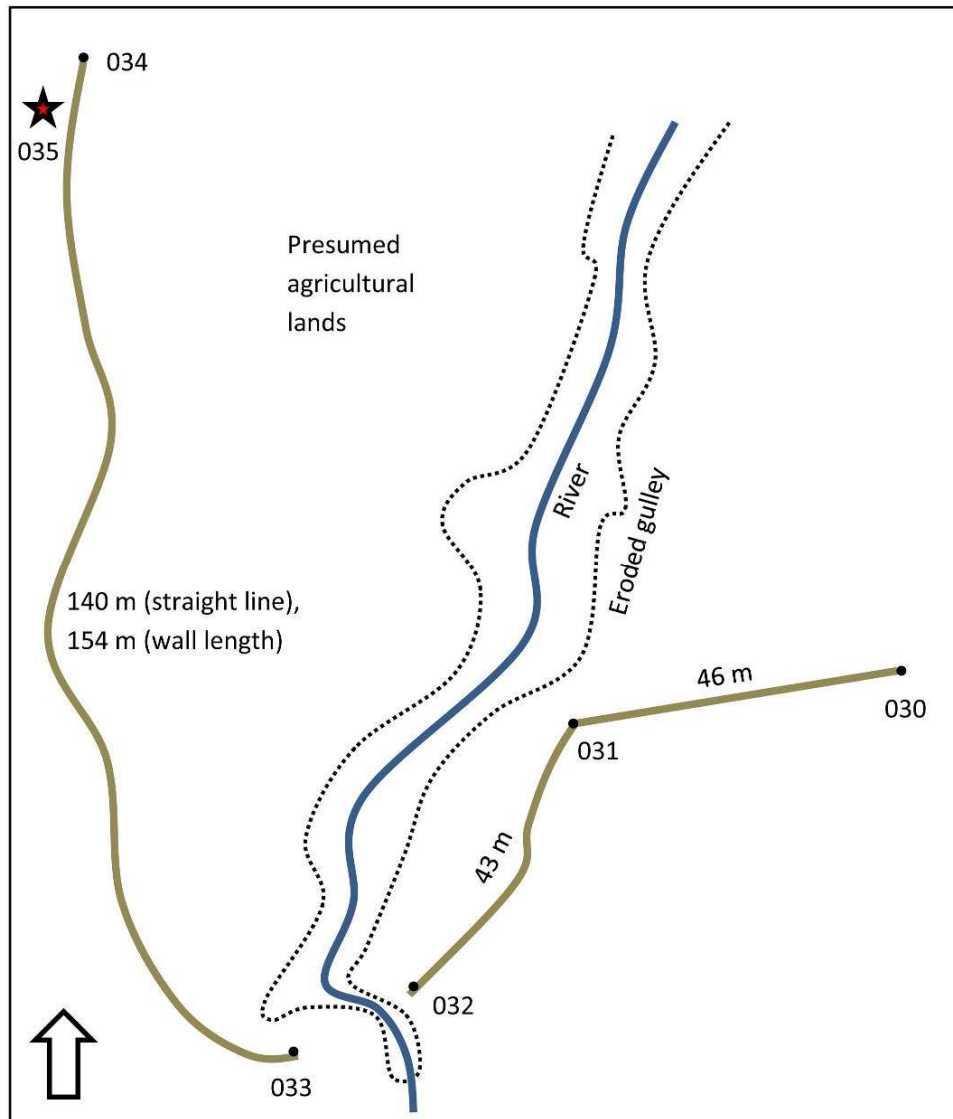 034
035
Presumed
agricultural
lands
River
Eroded gulley
140 m (straight line),
154 m (wall length)
46 m
030
031
43 m
032
033